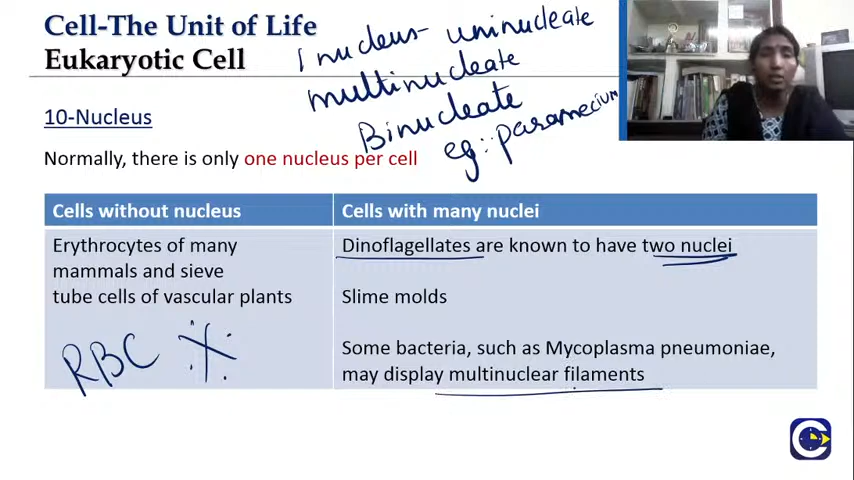 Cell-The Unit of Life
Eukaryotic Cell
1 nucleus- uninucleate
multinucleate
Binucleate
eg:- paramecium
10-Nucleus
Normally, there is only one nucleus per cell
Cells without nucleus
Cells with many nuclei
Erythrocytes of many
mammals and sieve
tube cells of vascular plants
Dinoflagellates are known to have two nuclei
Slime molds
Some bacteria, such as Mycoplasma pneumoniae,
may display multinuclear filaments
RBC